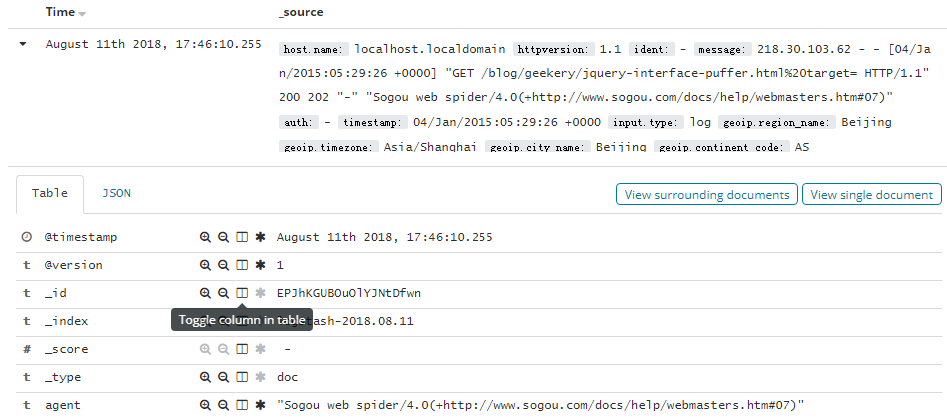 Time _source
August 11th 2018, 17:46:10.255 host.name: localhost.localdomain httpversion: 1.1 ident: - message: 218.30.103.62 - - [04/Ja
n/2015:05:29:26 +0000] "GET /blog/geekery/jquery-interface-puffer.html%20target= HTTP/1.1"
200 202 "-" "Sogou web spider/4.0(+http://www.sogou.com/docs/help/webmasters.htm#07)"
auth: - timestamp: 04/Jan/2015:05:29:26 +0000 input.type: log geoip.region_name: Beijing
geoip.timezone: Asia/Shanghai geoip.city_name: Beijing geoip.continent_code: AS
Table JSON View surrounding documents View single document
@timestamp August 11th 2018, 17:46:10.255
t @version 1
t _id EPJhKGUBOuOlYJNtDfwn
Toggle column in table
t _index tash-2018.08.11
# _score -
t _type doc
t agent "Sogou web spider/4.0(+http://www.sogou.com/docs/help/webmasters.htm#07)"